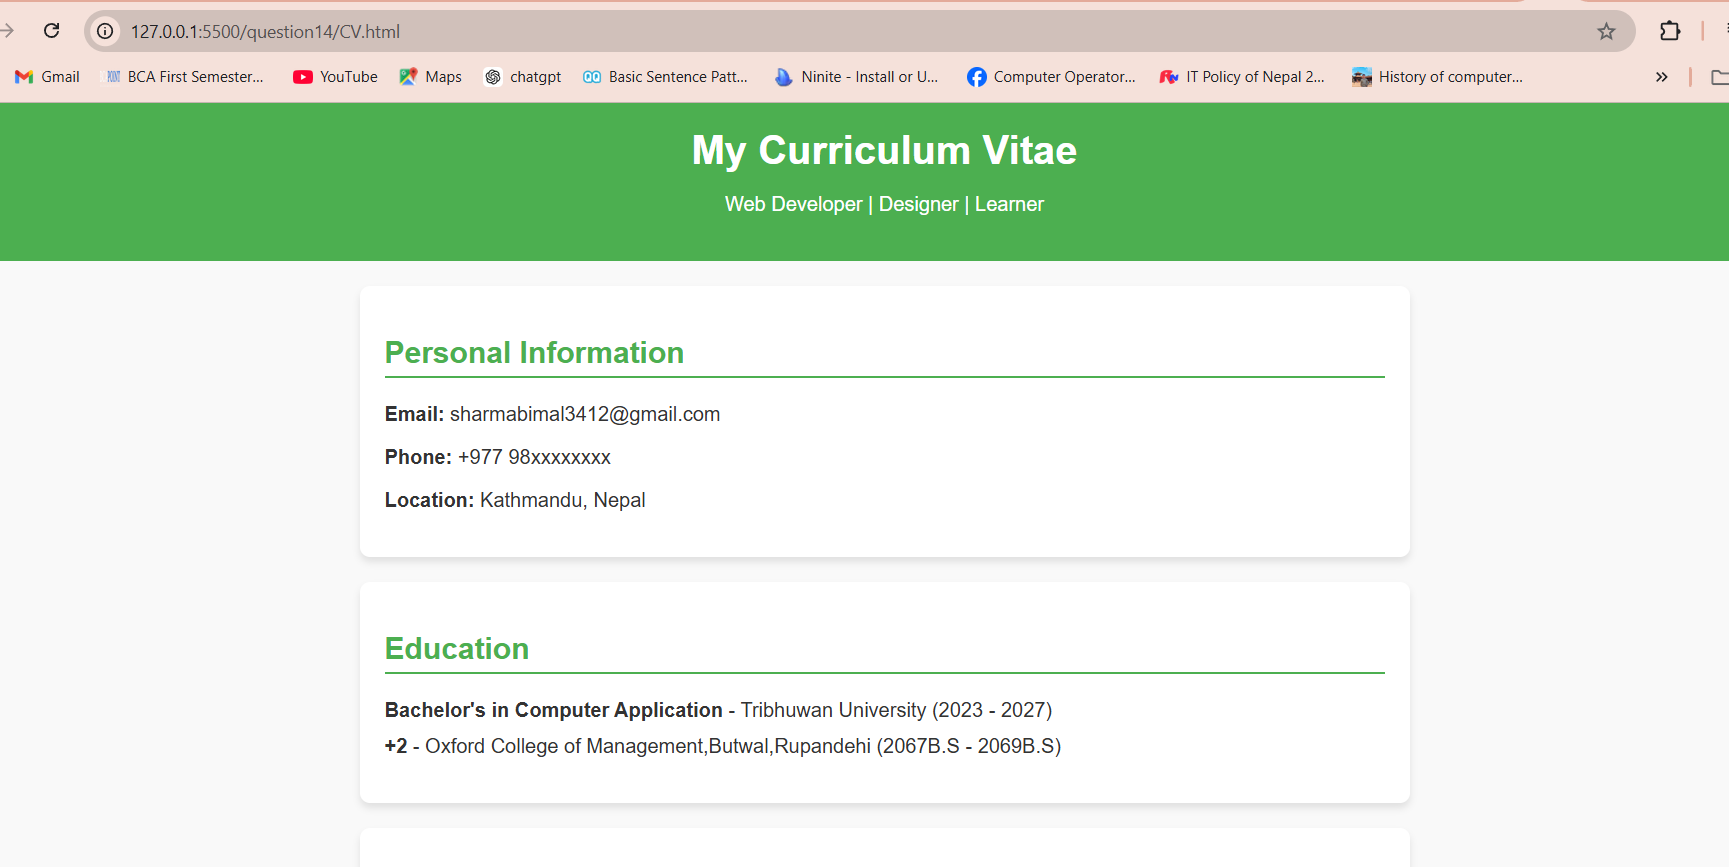 127.0.0.1:5500/question14/CV.html
Gmail BCA First Semester... YouTube Maps chatgpt Basic Sentence Patt... Ninite - Install or U... Computer Operator... IT Policy of Nepal 2... History of computer... »
My Curriculum Vitae
Web Developer | Designer | Learner
Personal Information
Email: sharmabimal3412@gmail.com
Phone: +977 98xxxxxxxx
Location: Kathmandu, Nepal
Education
Bachelor's in Computer Application - Tribhuwan University (2023 - 2027)
+2 - Oxford College of Management,Butwal,Rupandehi (2067B.S - 2069B.S)